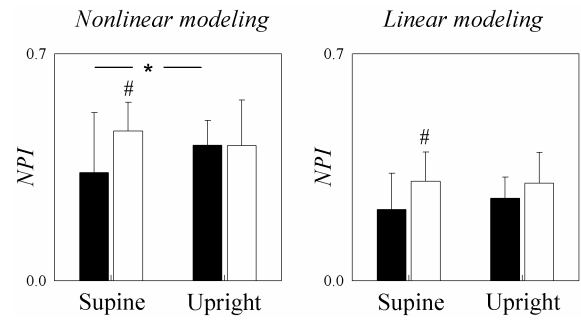 Nonlinear modeling
0.7
*
#
NPI
0.0
Supine Upright
Linear modeling
0.7
#
NPI
0.0
Supine Upright